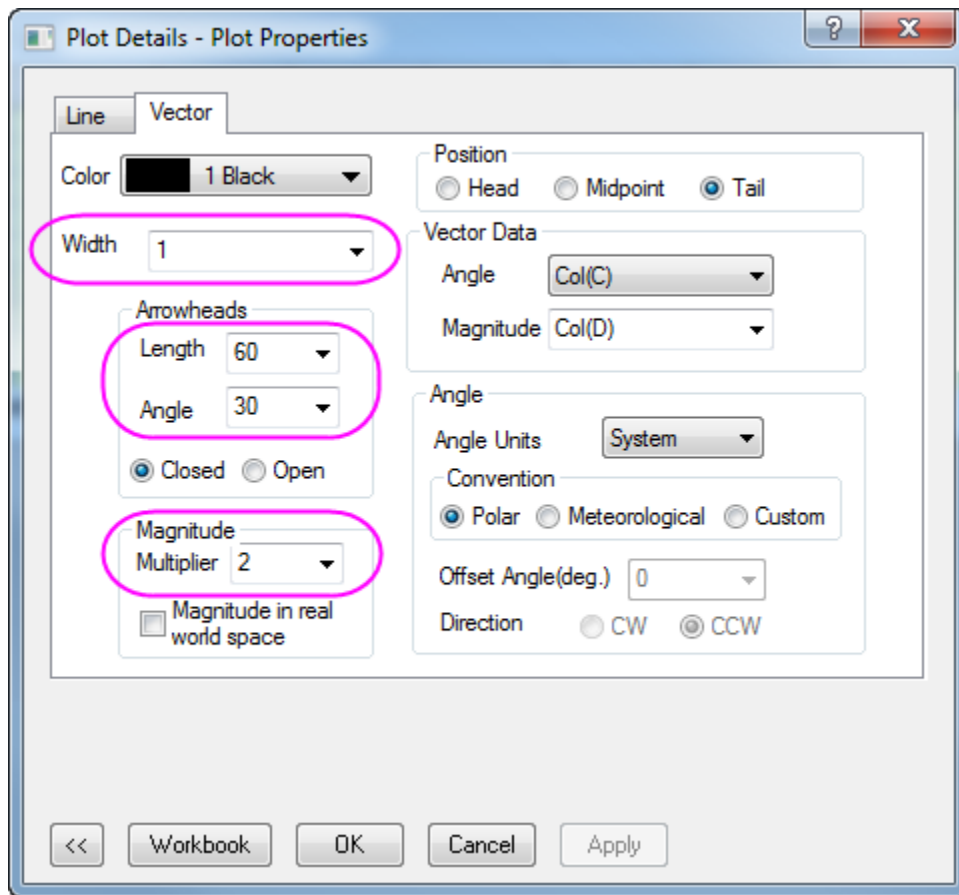 Plot Details - Plot Properties
?
Line Vector
Color 1 Black
Width 1
Arrowheads
Length 60
Angle 30
Closed Open
Magnitude
Multiplier 2
Magnitude in real
world space
Position
Head Midpoint Tail
Vector Data
Angle Col(C)
Magnitude Col(D)
Angle
Angle Units System
Convention
Polar Meteorological Custom
Offset Angle(deg.) 0
Direction CW CCW
<< Workbook OK Cancel Apply